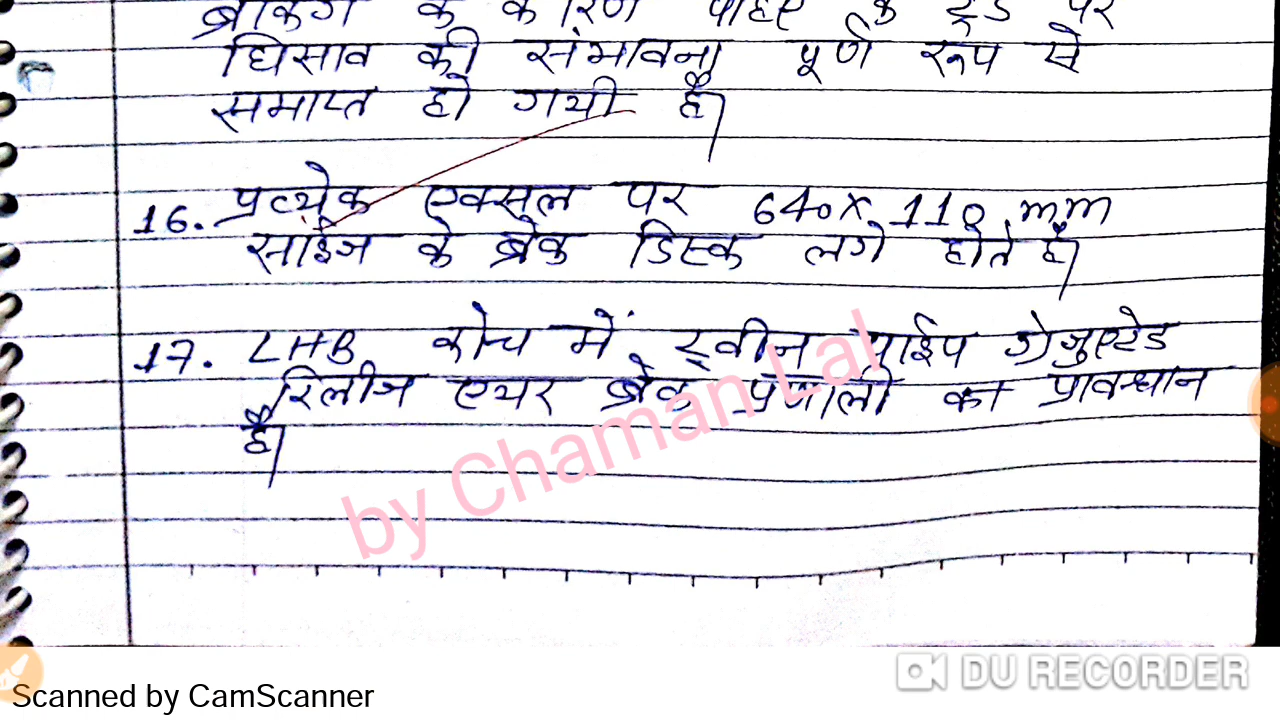 ब्रेकिंग के कारण पहिए के ट्रेड पर
घिसाव की संभावना पूर्ण रूप से
समाप्त हो गयी है।
16. प्रत्येक एक्सल पर 640x110 mm
साईज के ब्रेक डिस्क लगे होते है।
17. LHB कोच में ट्वीन पाईप ग्रेजुएटेड
रिलीज एयर ब्रेक प्रणाली का प्रावधान
है।
by Chaman Lal
DU RECORDER
Scanned by CamScanner